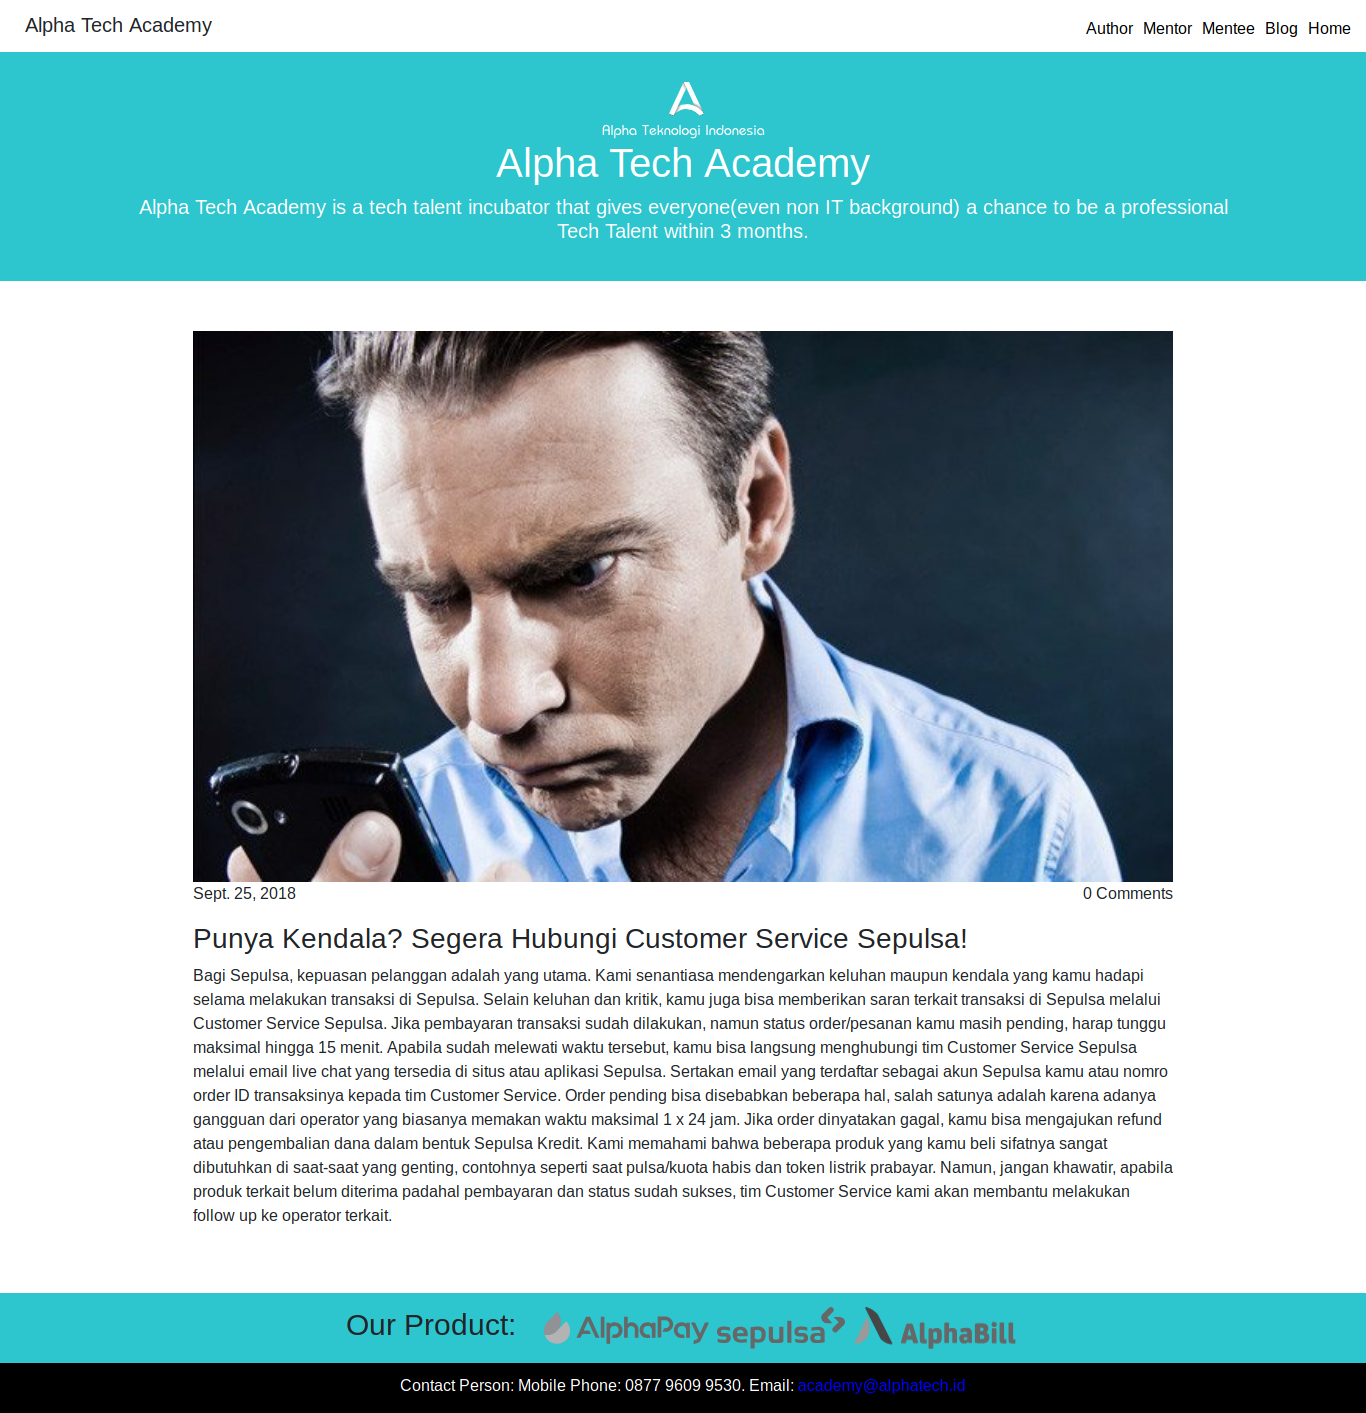 Alpha Tech Academy
Author Mentor Mentee Blog Home
Alpha Teknologi Indonesia
Alpha Tech Academy
Alpha Tech Academy is a tech talent incubator that gives everyone(even non IT background) a chance to be a professional
Tech Talent within 3 months.
Sept. 25, 2018
0 Comments
Punya Kendala? Segera Hubungi Customer Service Sepulsa!
Bagi Sepulsa, kepuasan pelanggan adalah yang utama. Kami senantiasa mendengarkan keluhan maupun kendala yang kamu hadapi
selama melakukan transaksi di Sepulsa. Selain keluhan dan kritik, kamu juga bisa memberikan saran terkait transaksi di Sepulsa melalui
Customer Service Sepulsa. Jika pembayaran transaksi sudah dilakukan, namun status order/pesanan kamu masih pending, harap tunggu
maksimal hingga 15 menit. Apabila sudah melewati waktu tersebut, kamu bisa langsung menghubungi tim Customer Service Sepulsa
melalui email live chat yang tersedia di situs atau aplikasi Sepulsa. Sertakan email yang terdaftar sebagai akun Sepulsa kamu atau nomro
order ID transaksinya kepada tim Customer Service. Order pending bisa disebabkan beberapa hal, salah satunya adalah karena adanya
gangguan dari operator yang biasanya memakan waktu maksimal 1 x 24 jam. Jika order dinyatakan gagal, kamu bisa mengajukan refund
atau pengembalian dana dalam bentuk Sepulsa Kredit. Kami memahami bahwa beberapa produk yang kamu beli sifatnya sangat
dibutuhkan di saat-saat yang genting, contohnya seperti saat pulsa/kuota habis dan token listrik prabayar. Namun, jangan khawatir, apabila
produk terkait belum diterima padahal pembayaran dan status sudah sukses, tim Customer Service kami akan membantu melakukan
follow up ke operator terkait.
Our Product: AlphaPay sepulsa AlphaBill
Contact Person: Mobile Phone: 0877 9609 9530. Email: academy@alphatech.id